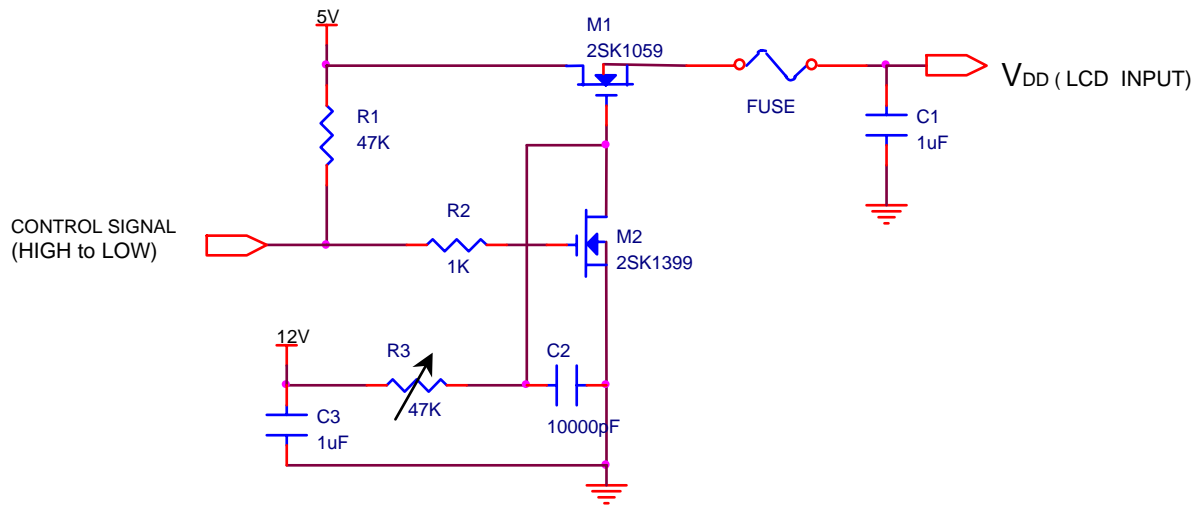 5V
M1
2SK1059
VDD ( LCD INPUT)
FUSE
R1
47K
C1
1uF
CONTROL SIGNAL
(HIGH to LOW)
R2
1K
M2
2SK1399
12V
R3
47K
C2
10000pF
C3
1uF